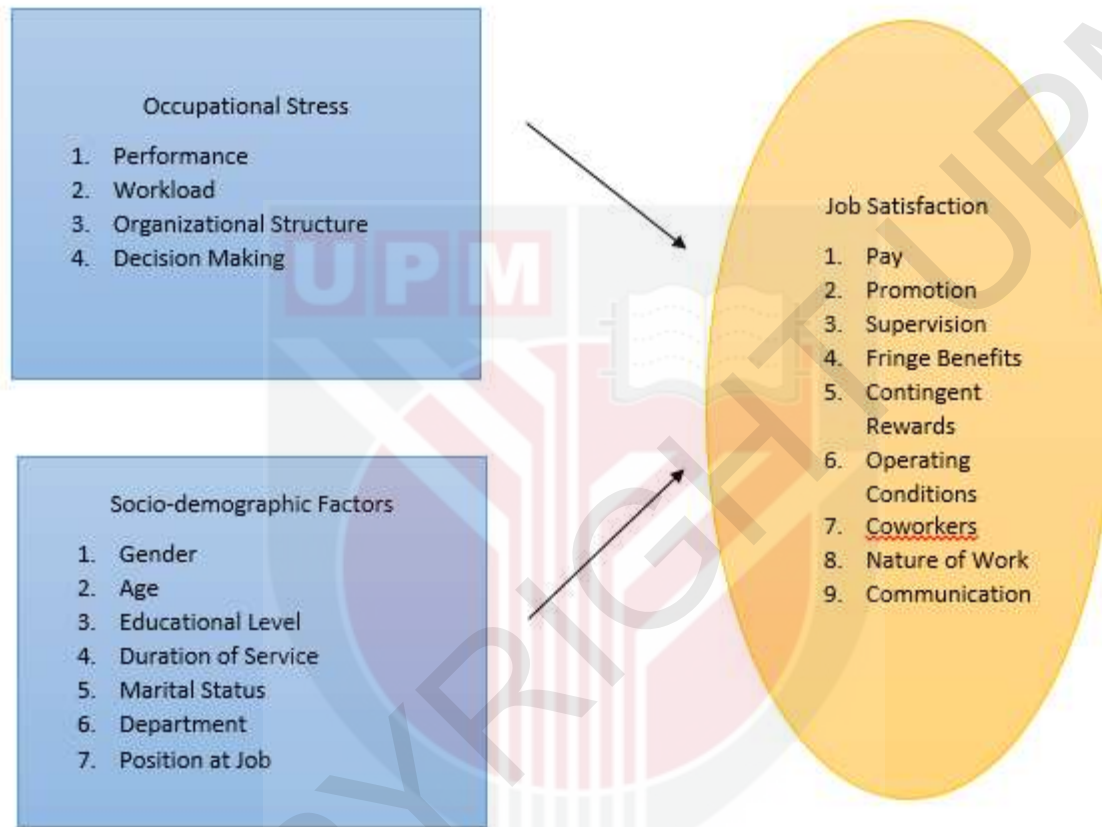 Occupational Stress
1. Performance
2. Workload
3. Organizational Structure
4. Decision Making
UPM
Socio-demographic Factors
1. Gender
2. Age
3. Educational Level
4. Duration of Service
5. Marital Status
6. Department
7. Position at Job
Job Satisfaction
1. Pay
2. Promotion
3. Supervision
4. Fringe Benefits
5. Contingent
Rewards
6. Operating
Conditions
7. Coworkers
8. Nature of Work
9. Communication
YRIGHT UPM